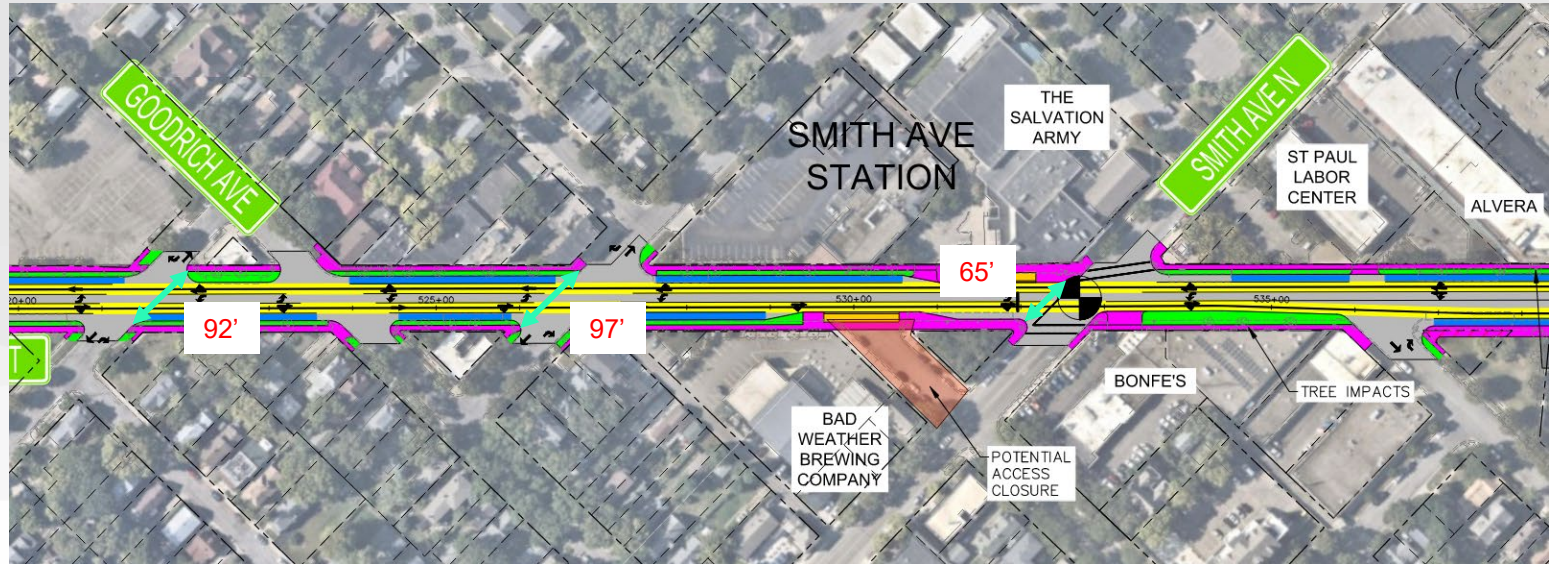 GOODRICH AVE
SMITH AVE
STATION
THE
SALVATION
ARMY
SMITH AVE N
ST PAUL
LABOR
CENTER
ALVERA
65'
525+00
530+00
535+00
92'
97'
T
BAD
WEATHER
BREWING
COMPANY
POTENTIAL
ACCESS
CLOSURE
BONFE'S
TREE IMPACTS